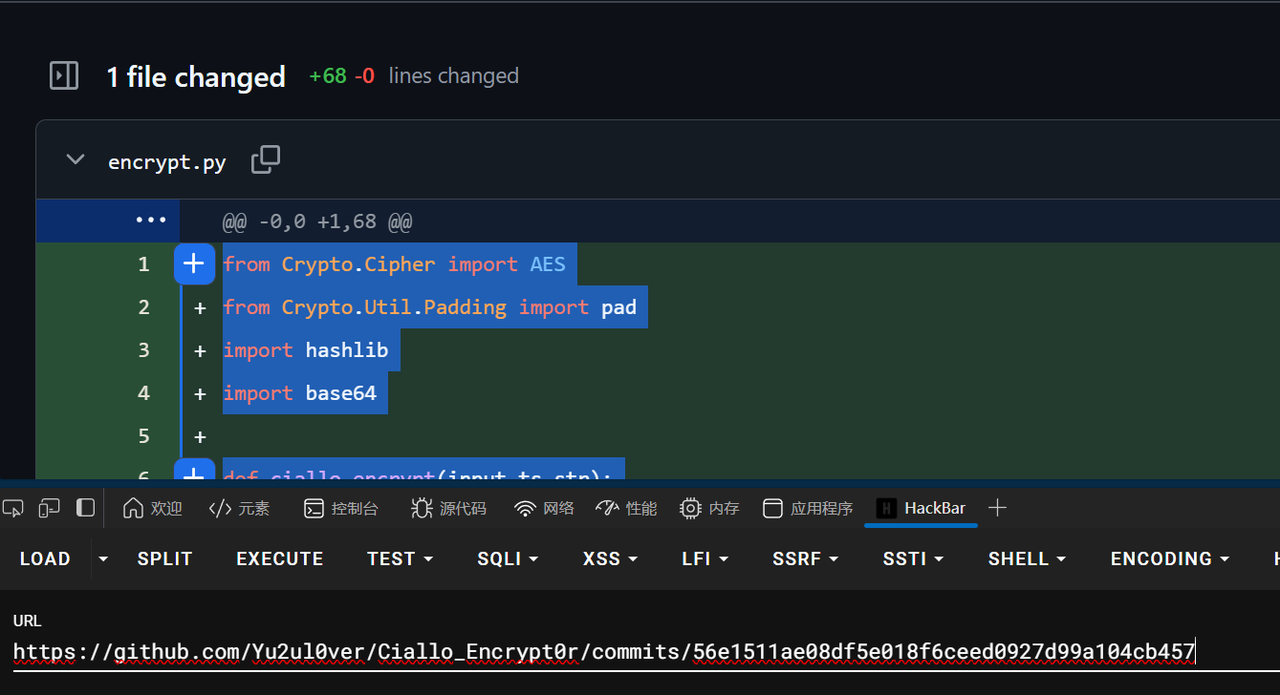 1 file changed +68 -0 lines changed
encrypt.py
... @@ -0,0 +1,68 @@
1 + from Crypto.Cipher import AES
2 + from Crypto.Util.Padding import pad
3 + import hashlib
4 + import base64
5 +
6 + def ciallo_encrypt(input_ts_str):
欢迎 </> 元素 控制台 源代码 网络 性能 内存 应用程序 H HackBar +
LOAD SPLIT EXECUTE TEST SQLI XSS LFI SSRF SSTI SHELL ENCODING H
URL
https://github.com/Yu2ul0ver/Ciallo_Encrypt0r/commits/56e1511ae08df5e018f6ceed0927d99a104cb457